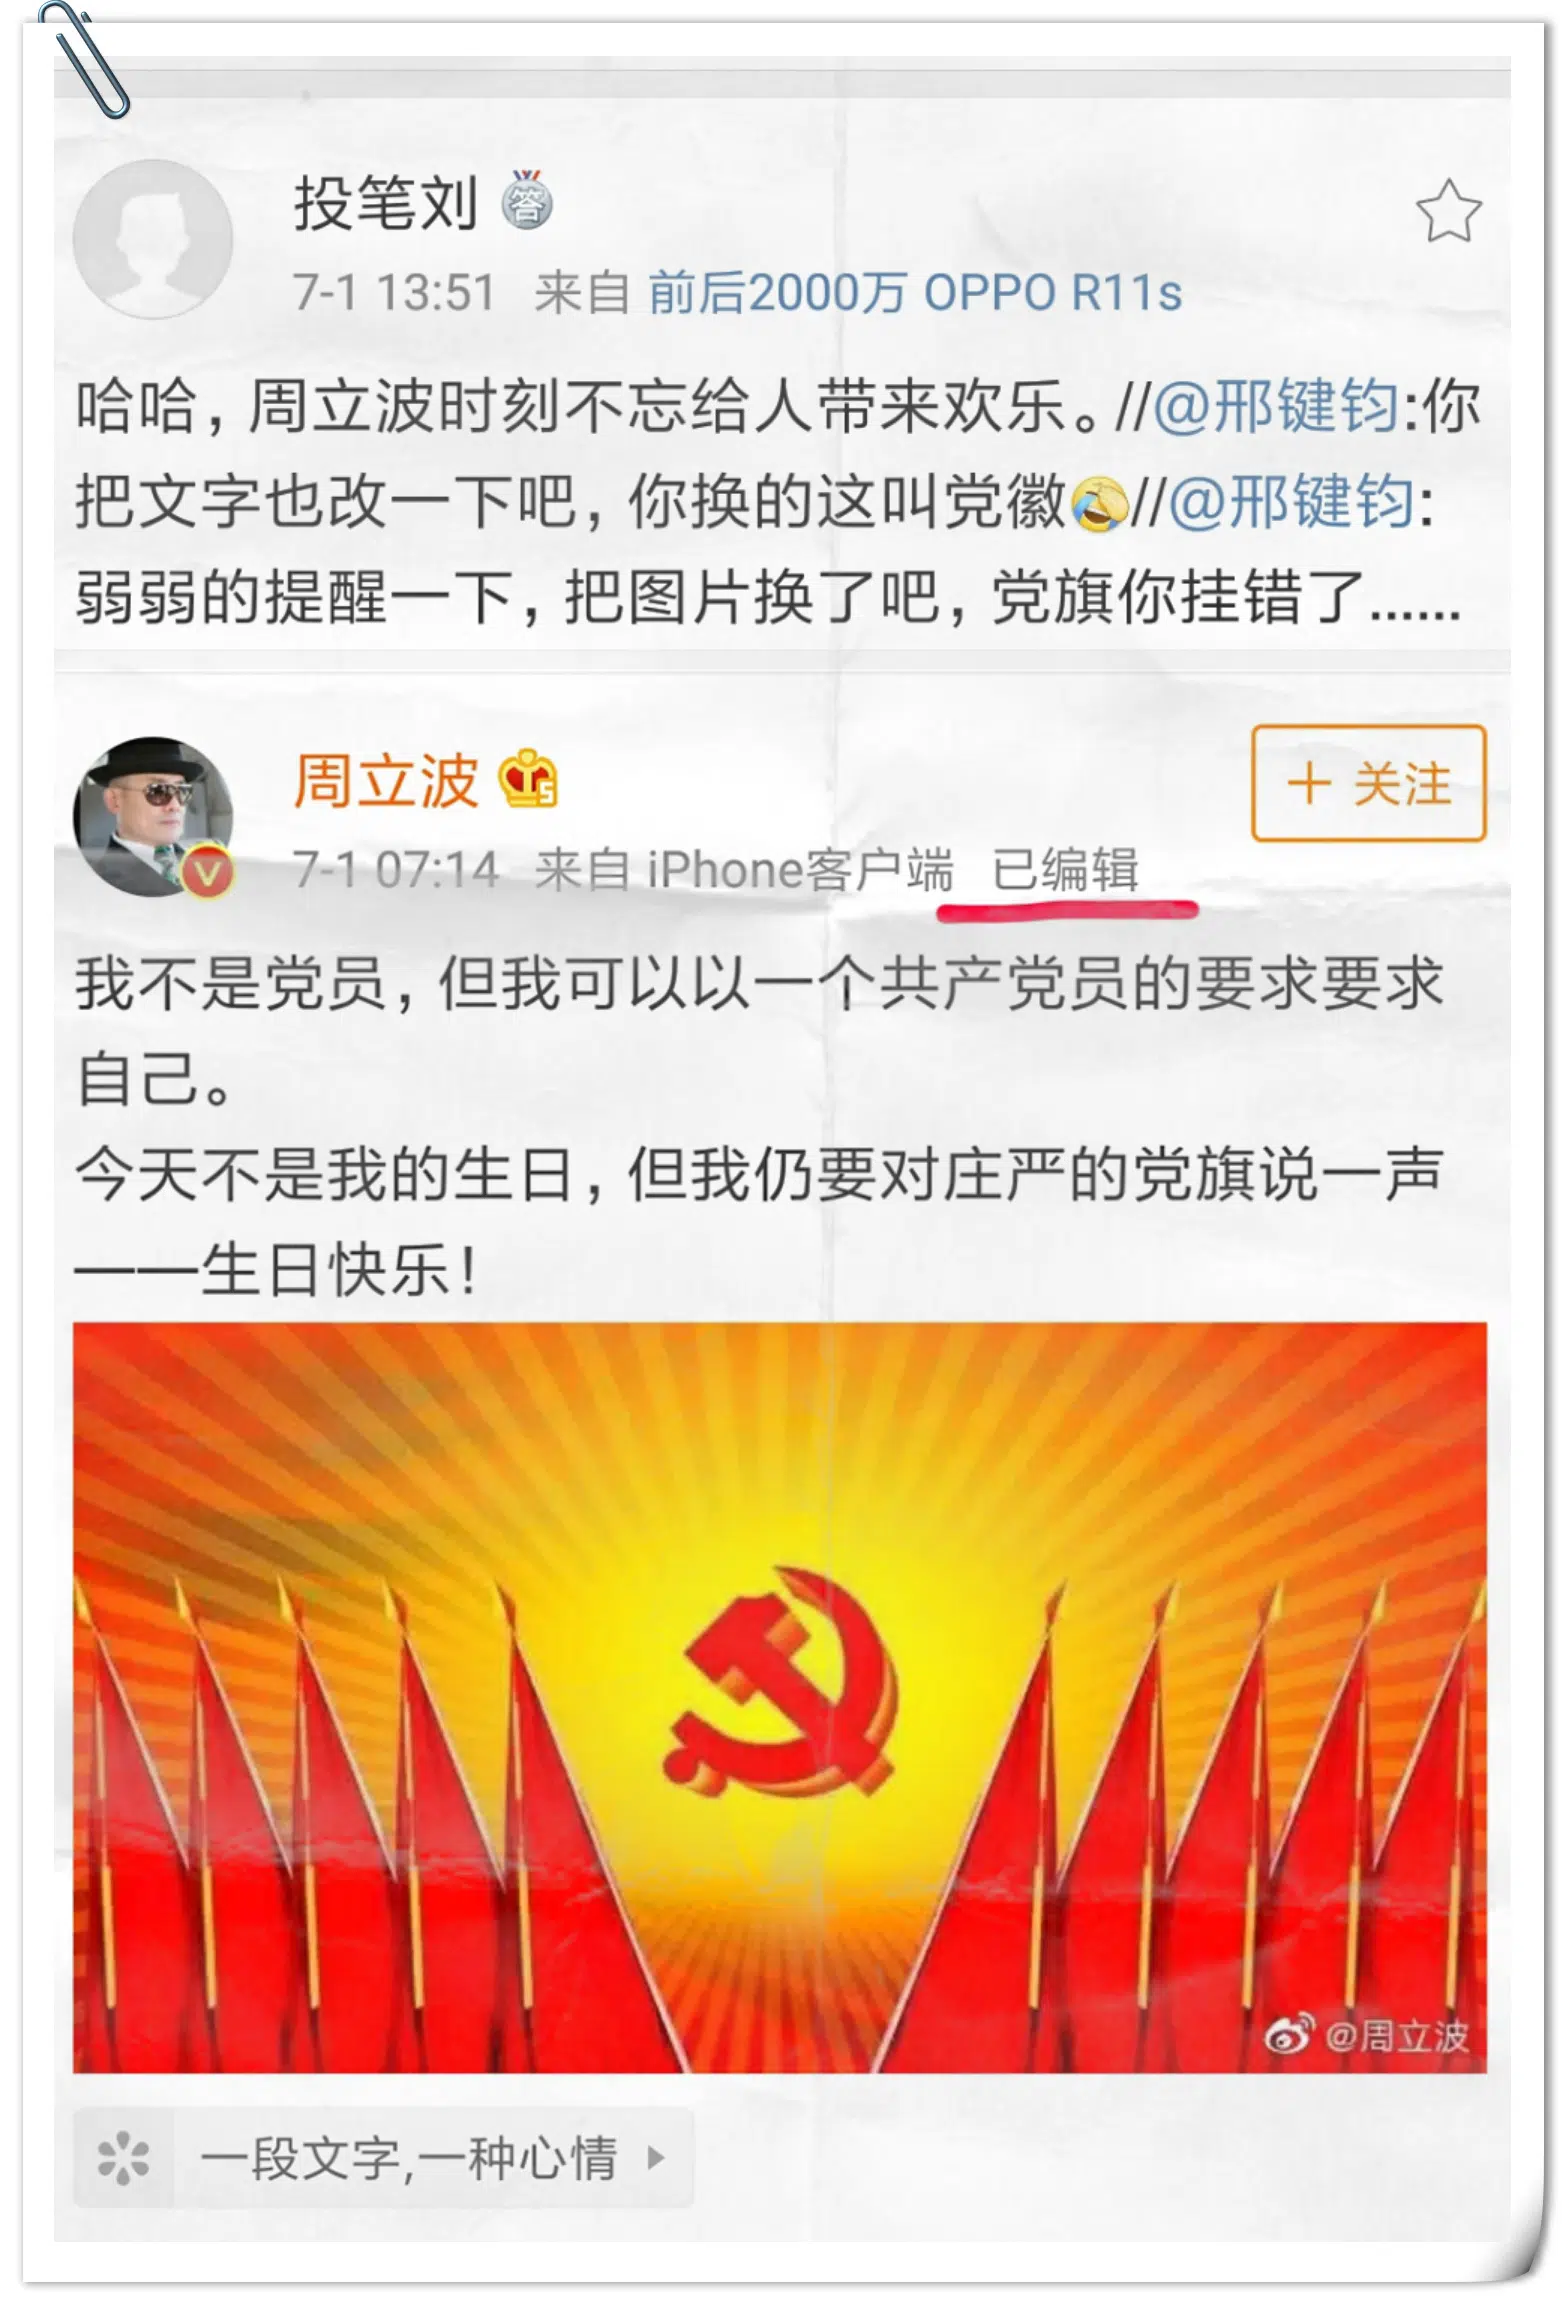 投笔刘 答
7-1 13:51 来自 前后2000万 OPPO R11s
哈哈，周立波时刻不忘给人带来欢乐。//@邢键钧:你
把文字也改一下吧，你换的这叫党徽//@邢键钧:
弱弱的提醒一下，把图片换了吧，党旗你挂错了......
周立波 5
+ 关注
V
7-1 07:14 来自 iPhone客户端 已编辑
我不是党员，但我可以以一个共产党员的要求要求
自己。
今天不是我的生日，但我仍要对庄严的党旗说一声
——生日快乐！
@周立波
一段文字,一种心情